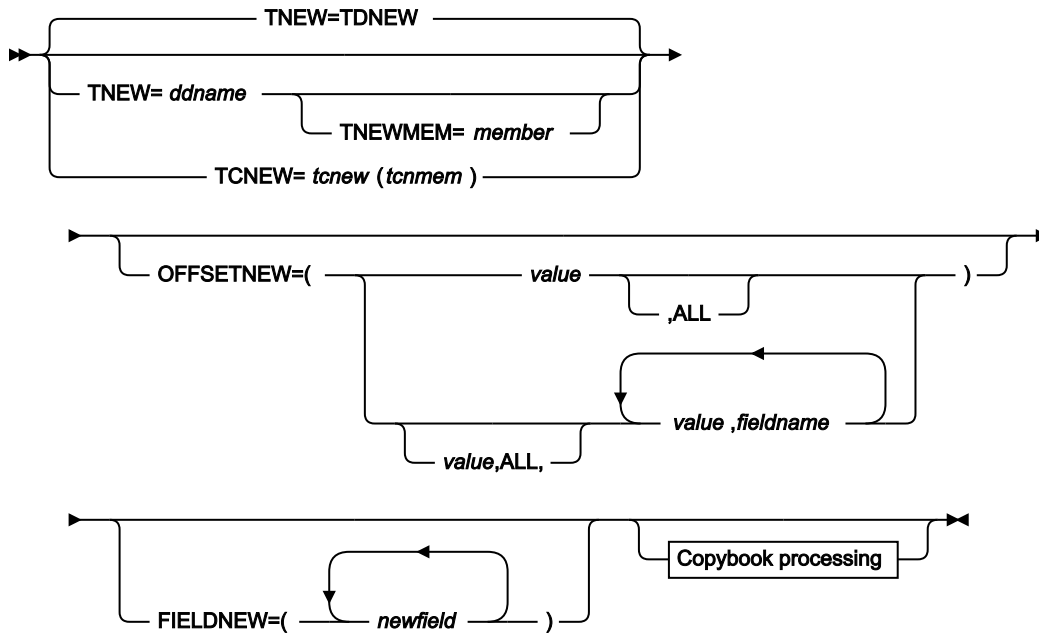 TNEW=TDNEW
TNEW= ddname
TNEWMEM= member
TCNEW= tcnew (tcnmem )
OFFSETNEW=( value )
,ALL
value ,fieldname
value,ALL,
Copybook processing
FIELDNEW=( newfield )